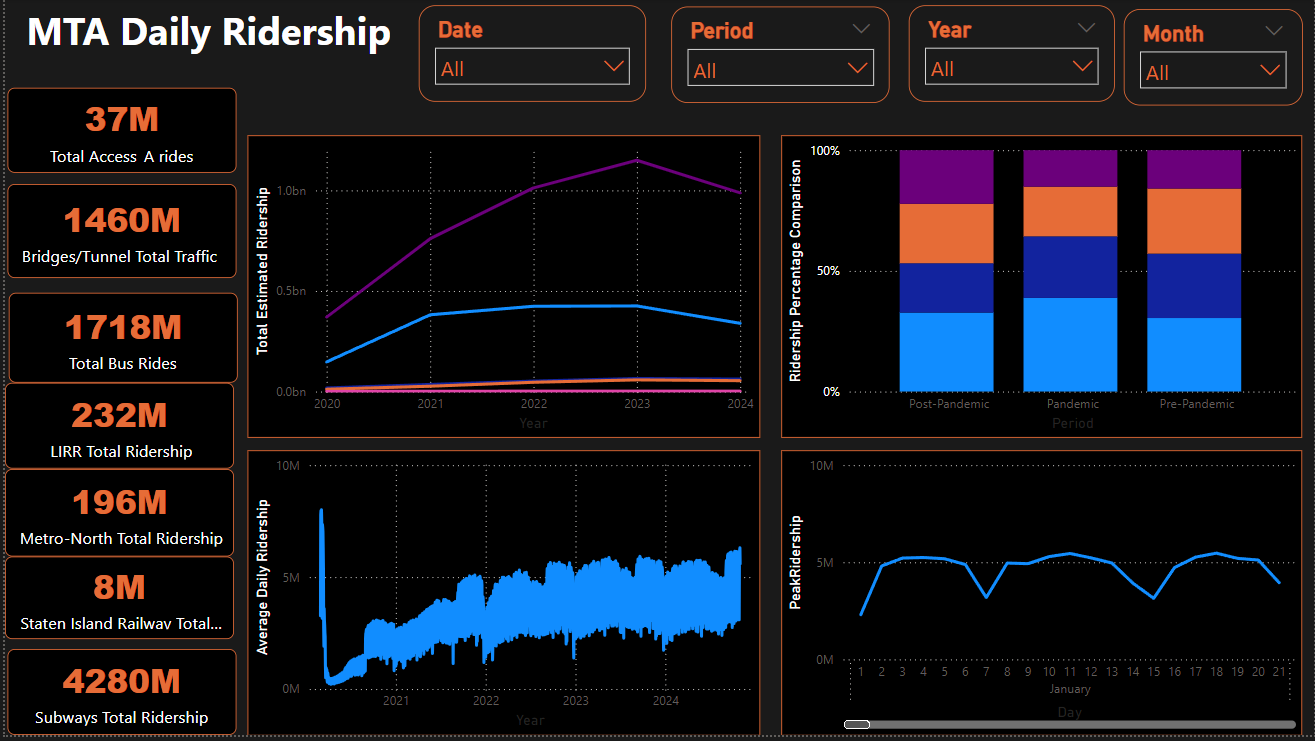 MTA Daily Ridership
Date
All
Period
All
Year
All
Month
All
37M
Total Access A rides
1460M
Bridges/Tunnel Total Traffic
1718M
Total Bus Rides
232M
LIRR Total Ridership
196M
Metro-North Total Ridership
8M
Staten Island Railway Total...
4280M
Subways Total Ridership
Total Estimated Ridership
1.0bn
0.5bn
0.0bn
2020 2021 2022 2023 2024
Year
Ridership Percentage Comparison
100%
50%
0%
Post-Pandemic Pandemic Pre-Pandemic
Period
Average Daily Ridership
10M
5M
0M
2021 2022 2023 2024
Year
PeakRidership
10M
5M
0M
1 2 3 4 5 6 7 8 9 10 11 12 13 14 15 16 17 18 19 20 21
January
Day